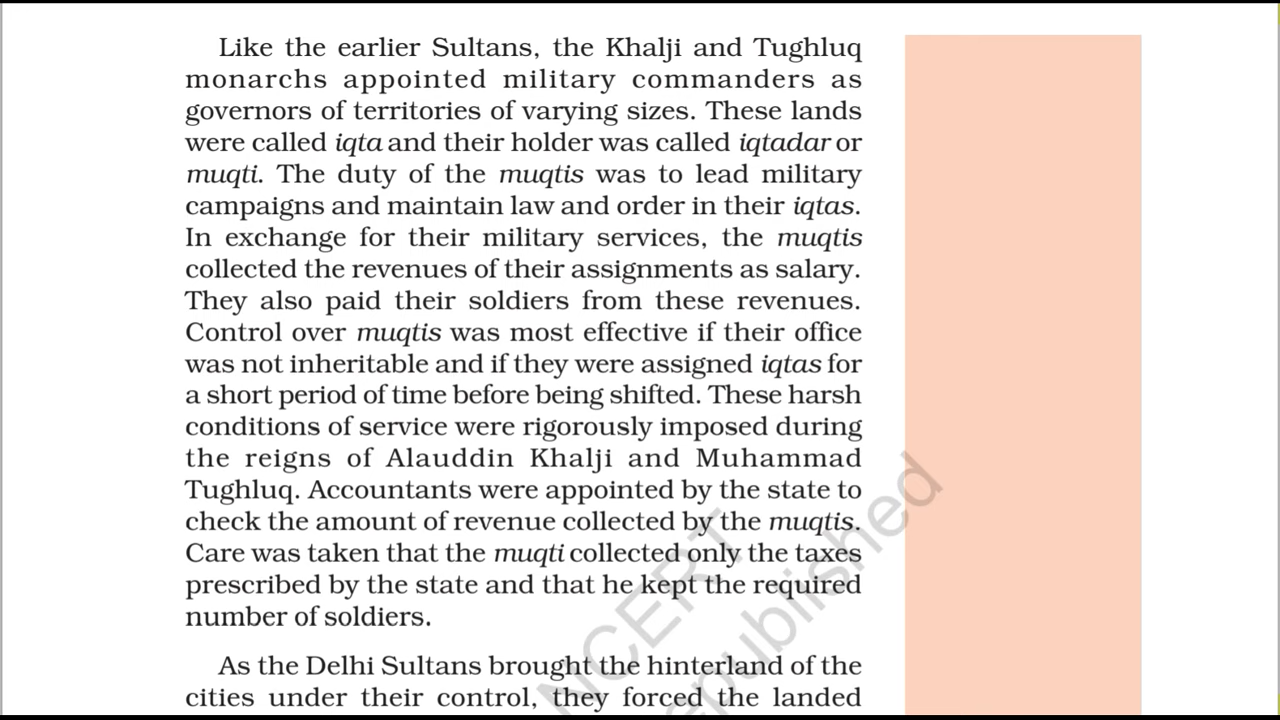 Like the earlier Sultans, the Khalji and Tughluq
monarchs appointed military commanders as
governors of territories of varying sizes. These lands
were called iqta and their holder was called iqtadar or
muqti. The duty of the muqtis was to lead military
campaigns and maintain law and order in their iqtas.
In exchange for their military services, the muqtis
collected the revenues of their assignments as salary.
They also paid their soldiers from these revenues.
Control over muqtis was most effective if their office
was not inheritable and if they were assigned iqtas for
a short period of time before being shifted. These harsh
conditions of service were rigorously imposed during
the reigns of Alauddin Khalji and Muhammad
Tughluq. Accountants were appointed by the state to
check the amount of revenue collected by the muqtis.
Care was taken that the muqti collected only the taxes
prescribed by the state and that he kept the required
number of soldiers.
As the Delhi Sultans brought the hinterland of the
cities under their control, they forced the landed
NCERT
epublished